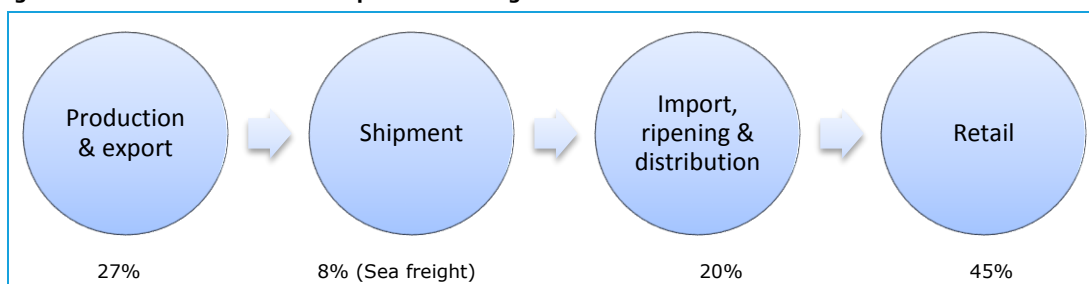 Production
& export
Shipment
Import,
ripening &
distribution
Retail
27%
8% (Sea freight)
20%
45%